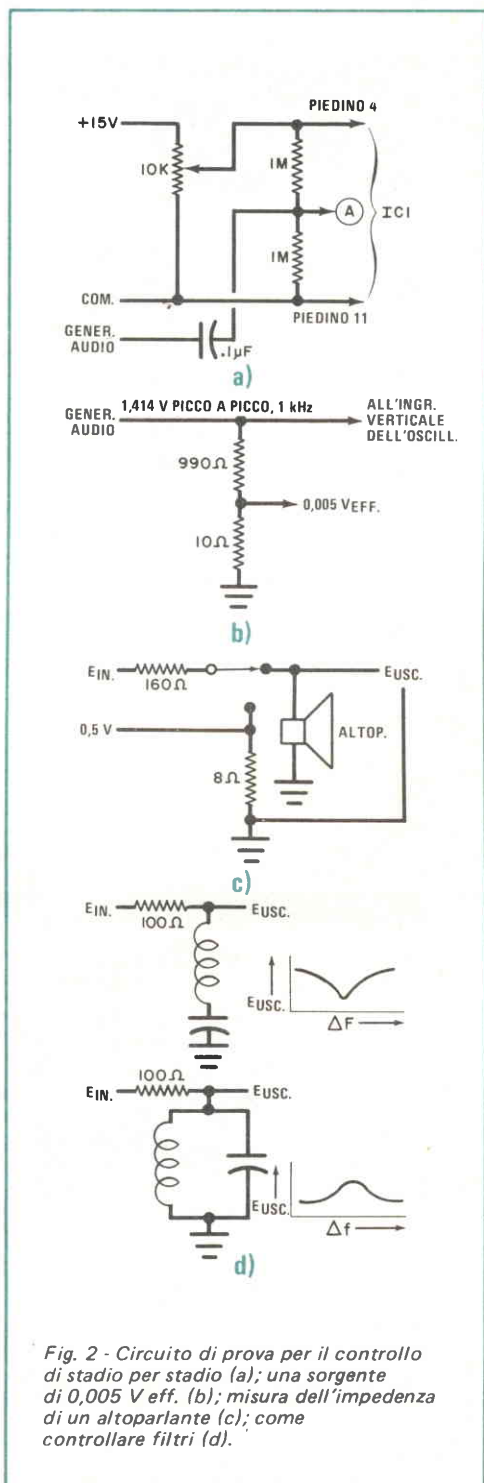 PIEDINO 4
+15V
1M
10K
A
IC1
1M
COM.
PIEDINO 11
GENER.
AUDIO
.1µF
a)
GENER.
AUDIO
1,414 V PICCO A PICCO, 1 kHz
ALL'INGR.
VERTICALE
DELL'OSCILL.
990Ω
0,005 VEFF.
10Ω
b)
EIN.
160Ω
EUSC.
0,5 V
ALTOP.
8Ω
c)
EIN.
100Ω
EUSC.
EUSC.
ΔF
EIN.
100Ω
EUSC.
EUSC.
Δf
d)
Fig. 2 - Circuito di prova per il controllo
di stadio per stadio (a); una sorgente
di 0,005 V eff. (b); misura dell'impedenza
di un altoparlante (c); come
controllare filtri (d).